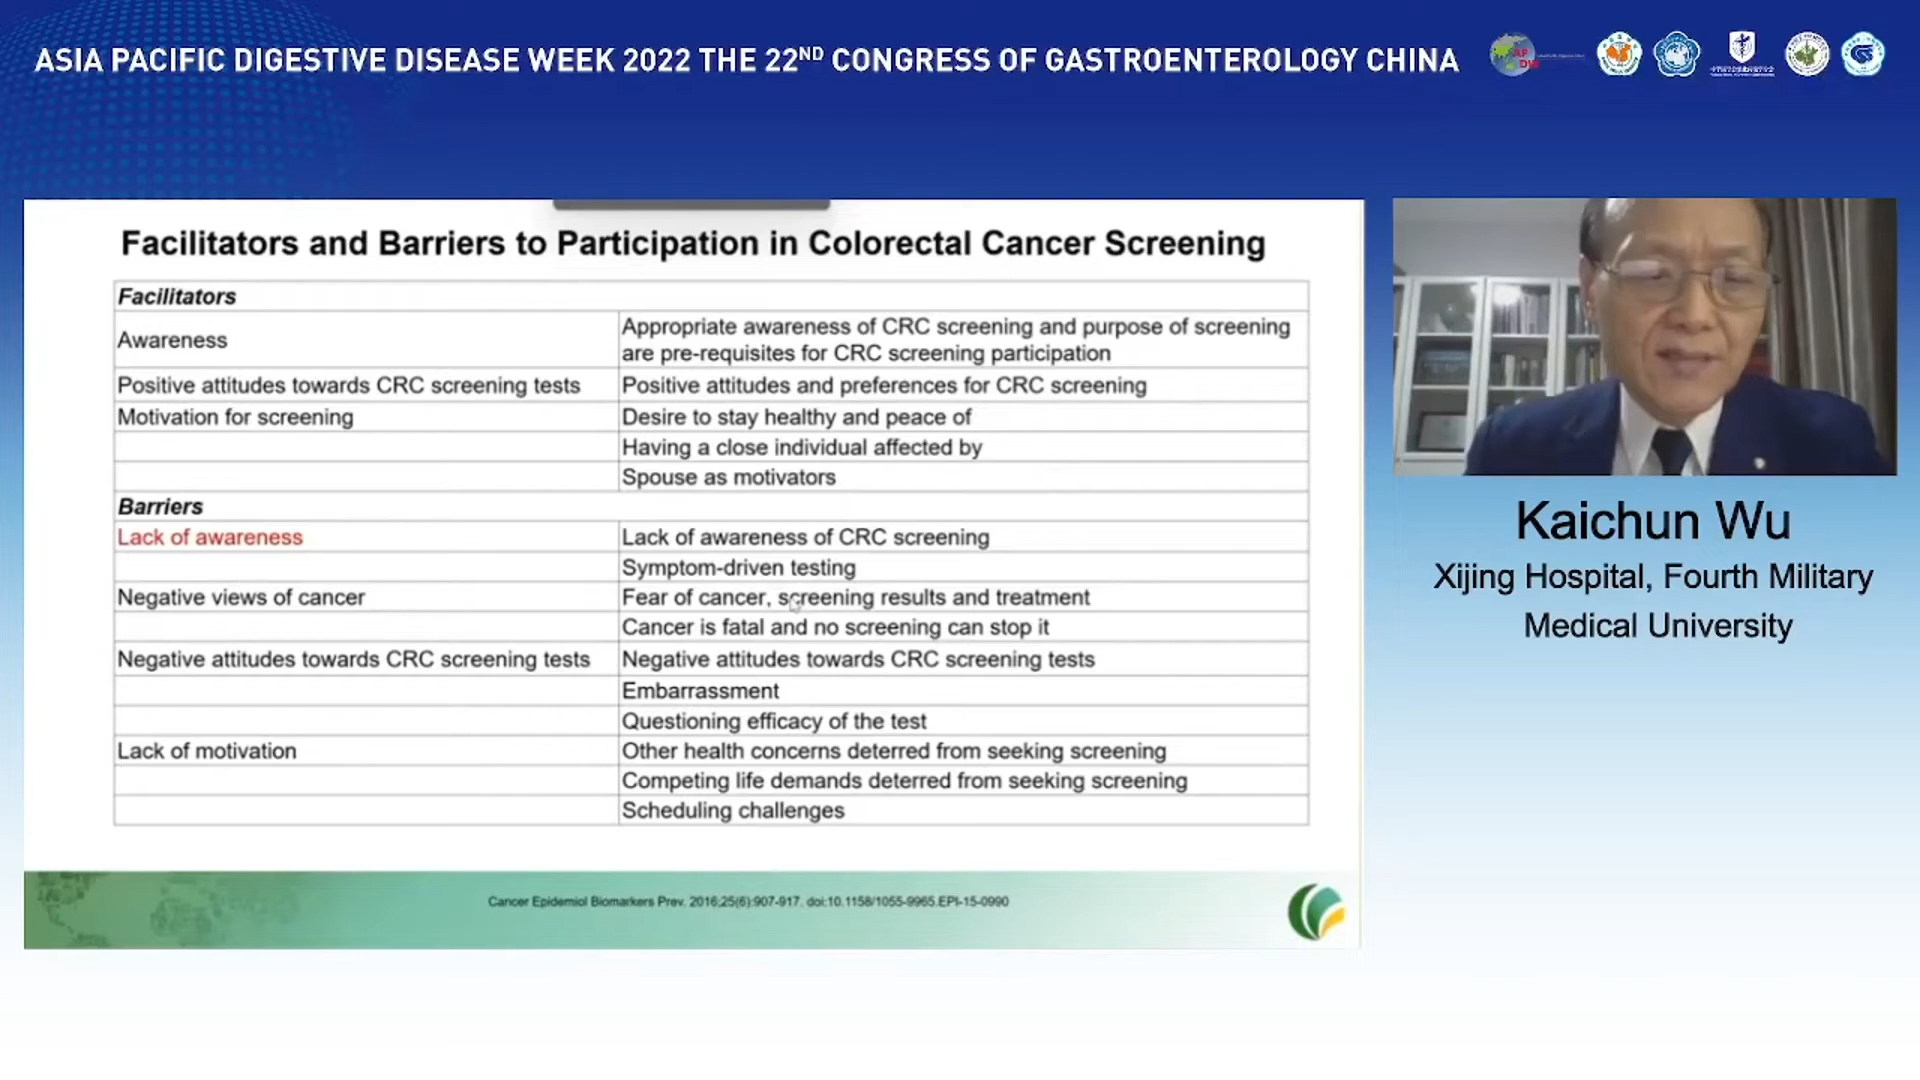 ASIA PACIFIC DIGESTIVE DISEASE WEEK 2022 THE 22ND CONGRESS OF GASTROENTEROLOGY CHINA
Facilitators and Barriers to Participation in Colorectal Cancer Screening
Facilitators
Awareness
Appropriate awareness of CRC screening and purpose of screening
are pre-requisites for CRC screening participation
Positive attitudes towards CRC screening tests
Positive attitudes and preferences for CRC screening
Motivation for screening
Desire to stay healthy and peace of
Having a close individual affected by
Spouse as motivators
Barriers
Lack of awareness
Lack of awareness of CRC screening
Symptom-driven testing
Negative views of cancer
Fear of cancer, screening results and treatment
Cancer is fatal and no screening can stop it
Negative attitudes towards CRC screening tests
Negative attitudes towards CRC screening tests
Embarrassment
Questioning efficacy of the test
Lack of motivation
Other health concerns deterred from seeking screening
Competing life demands deterred from seeking screening
Scheduling challenges
Cancer Epidemiol Biomarkers Prev. 2016;25(6):907-917. doi:10.1158/1055-9965.EPI-15-0990
Kaichun Wu
Xijing Hospital, Fourth Military
Medical University